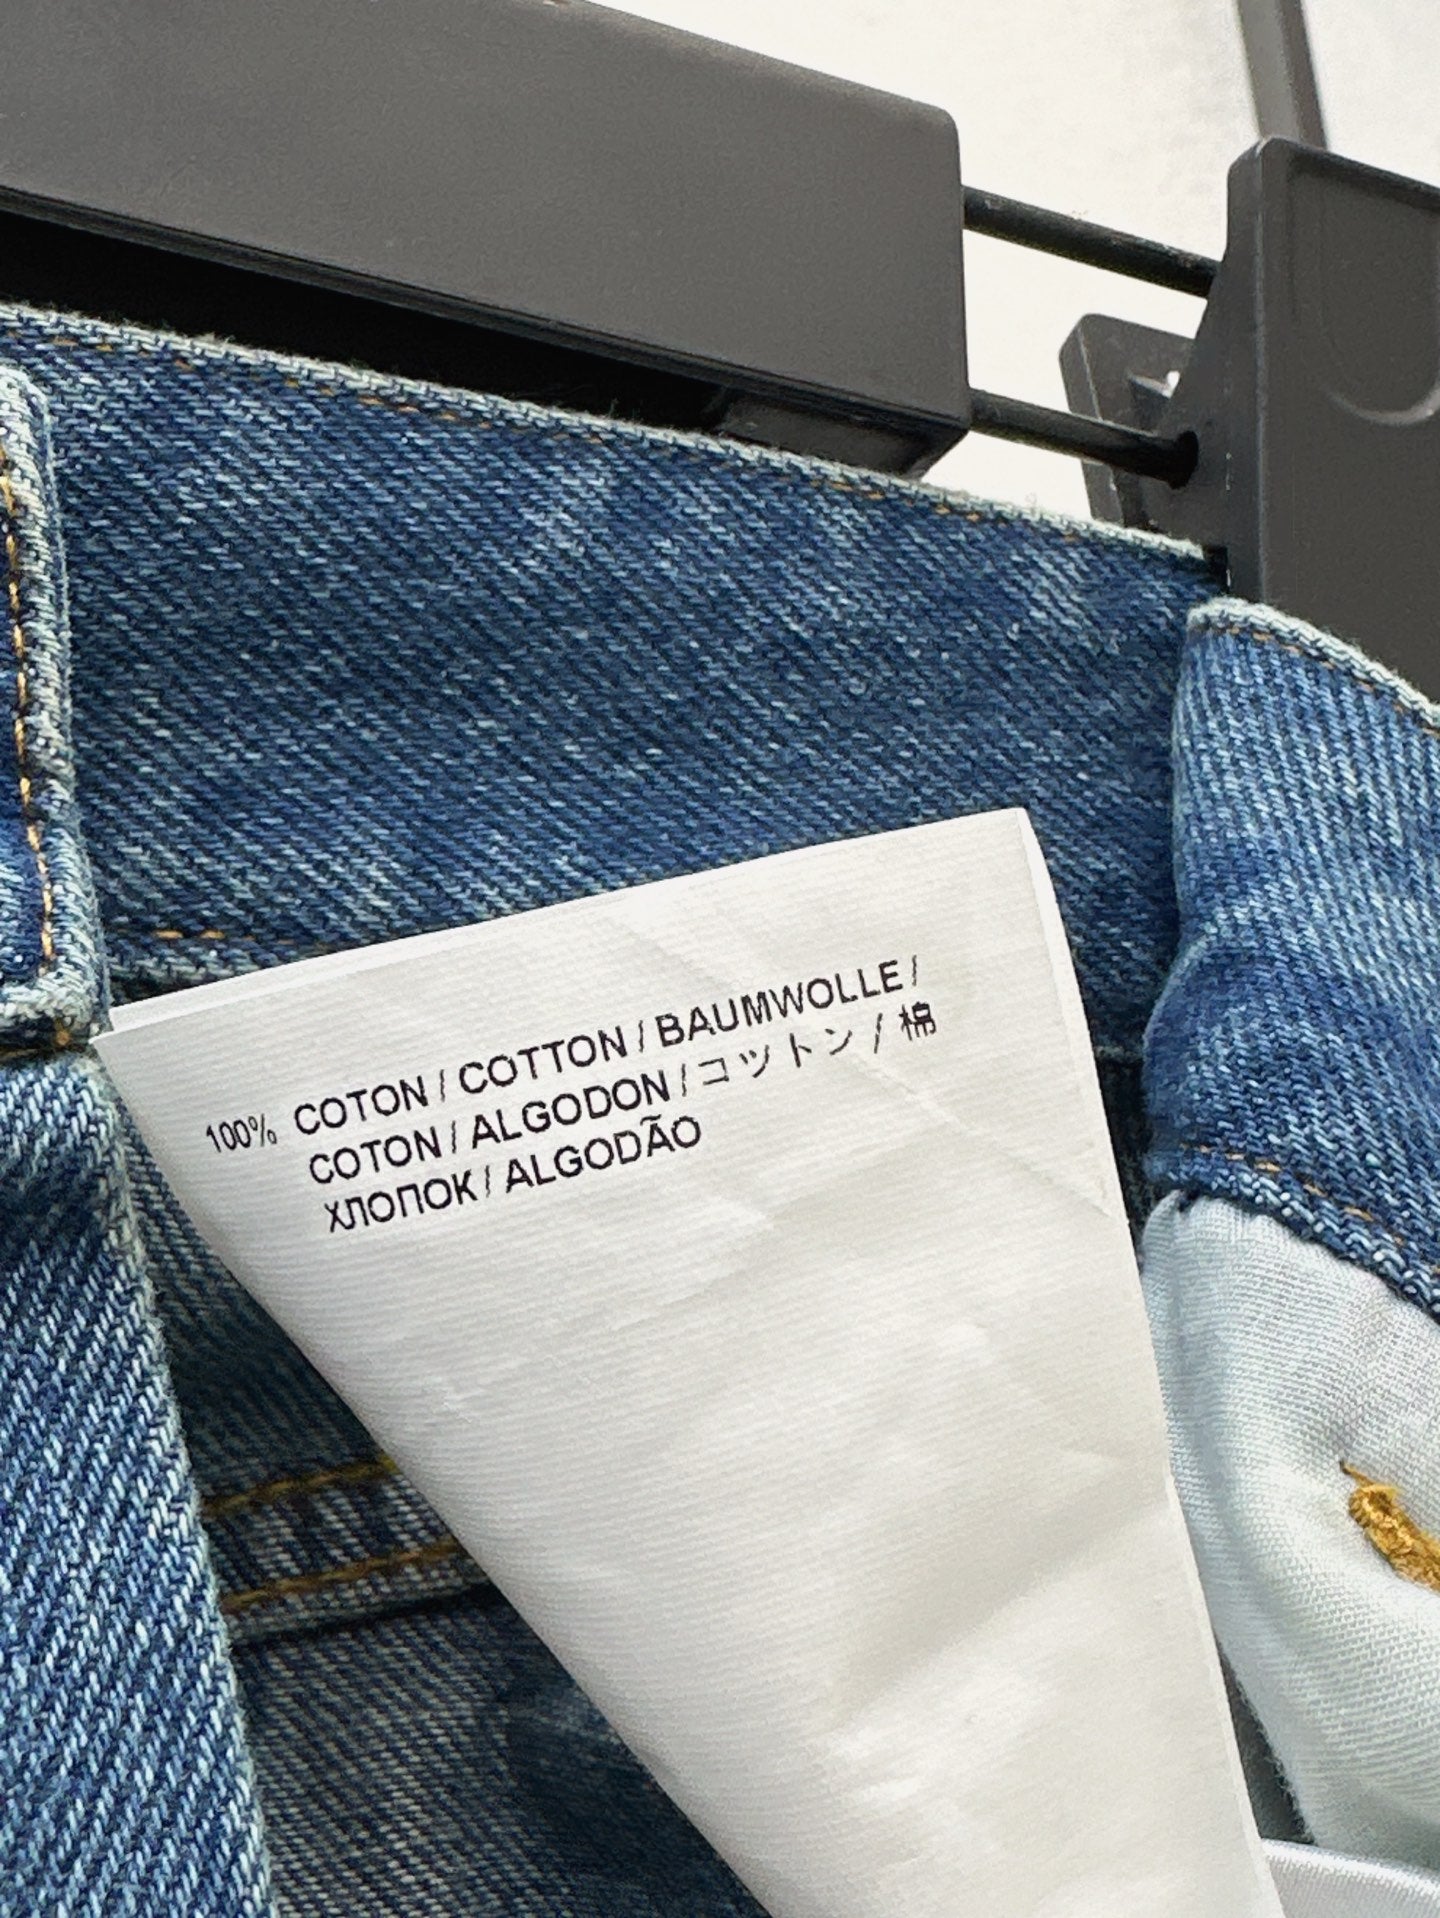 100% COTON / COTTON / BAUMWOLLE /
COTON / ALGODON / コットン / 棉
ХЛОПОК / ALGODÃO